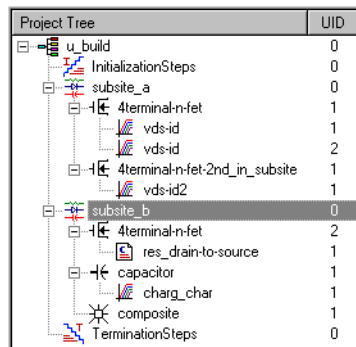 Project Tree UID
u_build 0
InitializationSteps 0
subsite_a 0
4terminal-n-fet 1
vds-id 1
vds-id 2
4terminal-n-fet-2nd_in_subsite 1
vds-id2 1
subsite_b 0
4terminal-n-fet 2
res_drain-to-source 1
capacitor 1
charg_char 1
composite 1
TerminationSteps 0